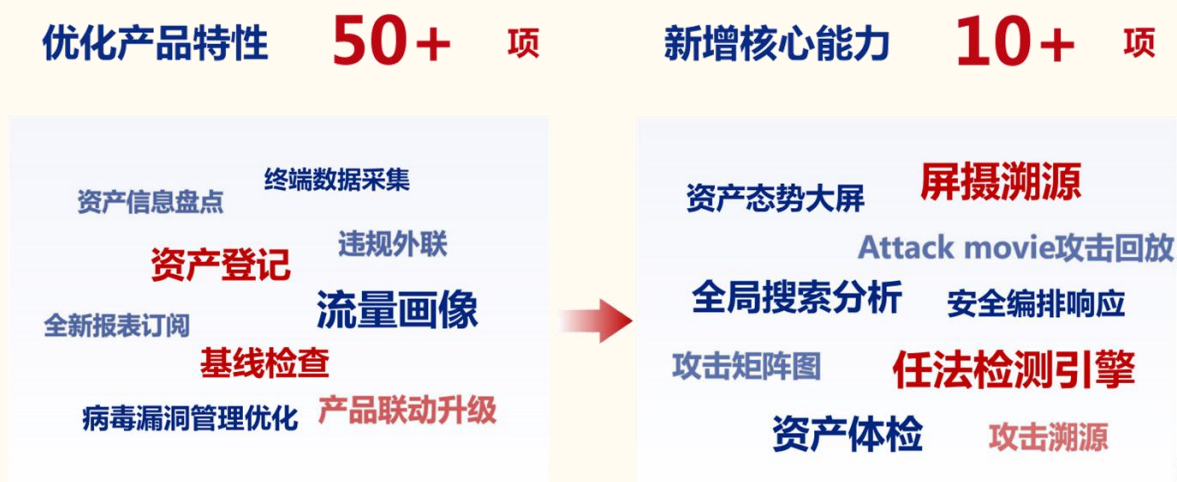 优化产品特性 50+ 项
新增核心能力 10+ 项
终端数据采集
资产信息盘点
违规外联
资产登记
流量画像
全新报表订阅
基线检查
产品联动升级
病毒漏洞管理优化
屏摄溯源
资产态势大屏
Attack movie攻击回放
全局搜索分析
安全编排响应
攻击矩阵图
任法检测引擎
资产体检
攻击溯源